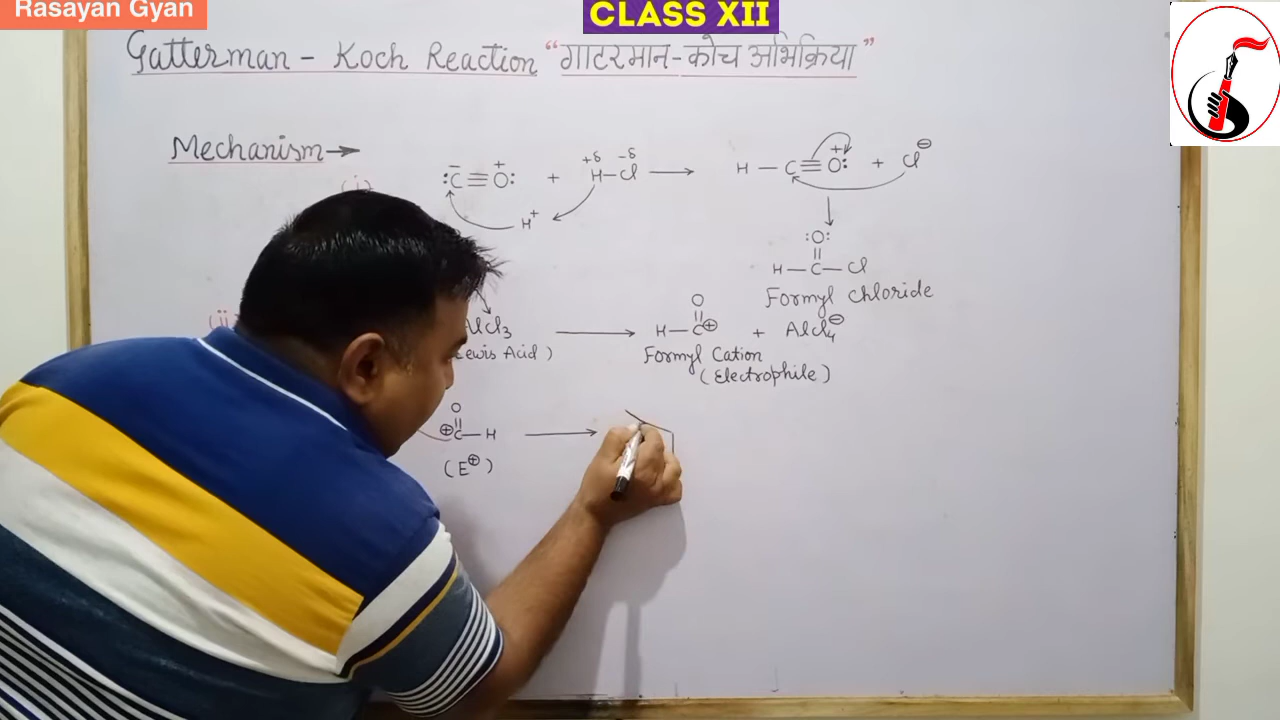 Rasayan Gyan
CLASS XII
Gatterman - Koch Reaction "गाटरमान-कोच अभिक्रिया"
Mechanism →
(i) :C̄≡O⁺: + H–Cl → H–C≡O⁺: + Cl⊖
+δ -δ
H⁺
:O:
||
H–C–Cl
Formyl Chloride
(ii) AlCl3 → H–C⊕ + AlCl4⊖
O
||
(Lewis Acid) Formyl Cation
(Electrophile)
O
||
⊕C–H →
(E⊕)